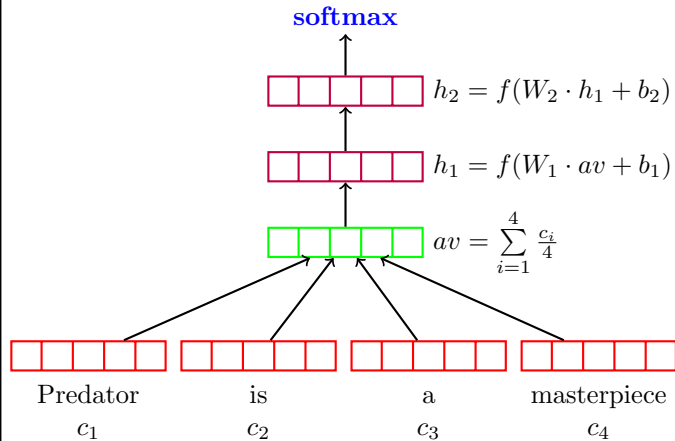 softmax
h₂ = f(W₂ · h₁ + b₂)
h₁ = f(W₁ · av + b₁)
av = ∑_{i=1}^{4} c_i/4
Predator is a masterpiece
c₁ c₂ c₃ c₄